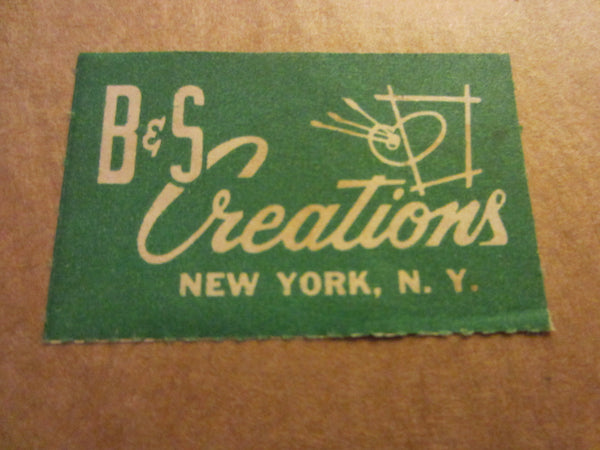 B&S
Creations
NEW YORK, N. Y.